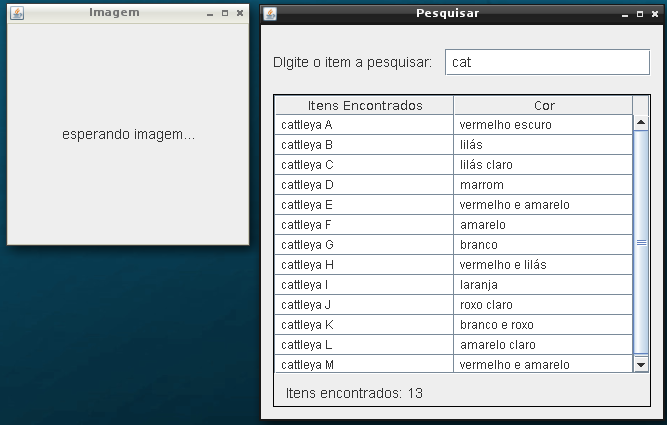 Imagem
esperando imagem...
Pesquisar
DIgite o item a pesquisar: cat
Itens Encontrados Cor
cattleya A vermelho escuro
cattleya B lilás
cattleya C lilás claro
cattleya D marrom
cattleya E vermelho e amarelo
cattleya F amarelo
cattleya G branco
cattleya H vermelho e lilás
cattleya I laranja
cattleya J roxo claro
cattleya K branco e roxo
cattleya L amarelo claro
cattleya M vermelho e amarelo
Itens encontrados: 13